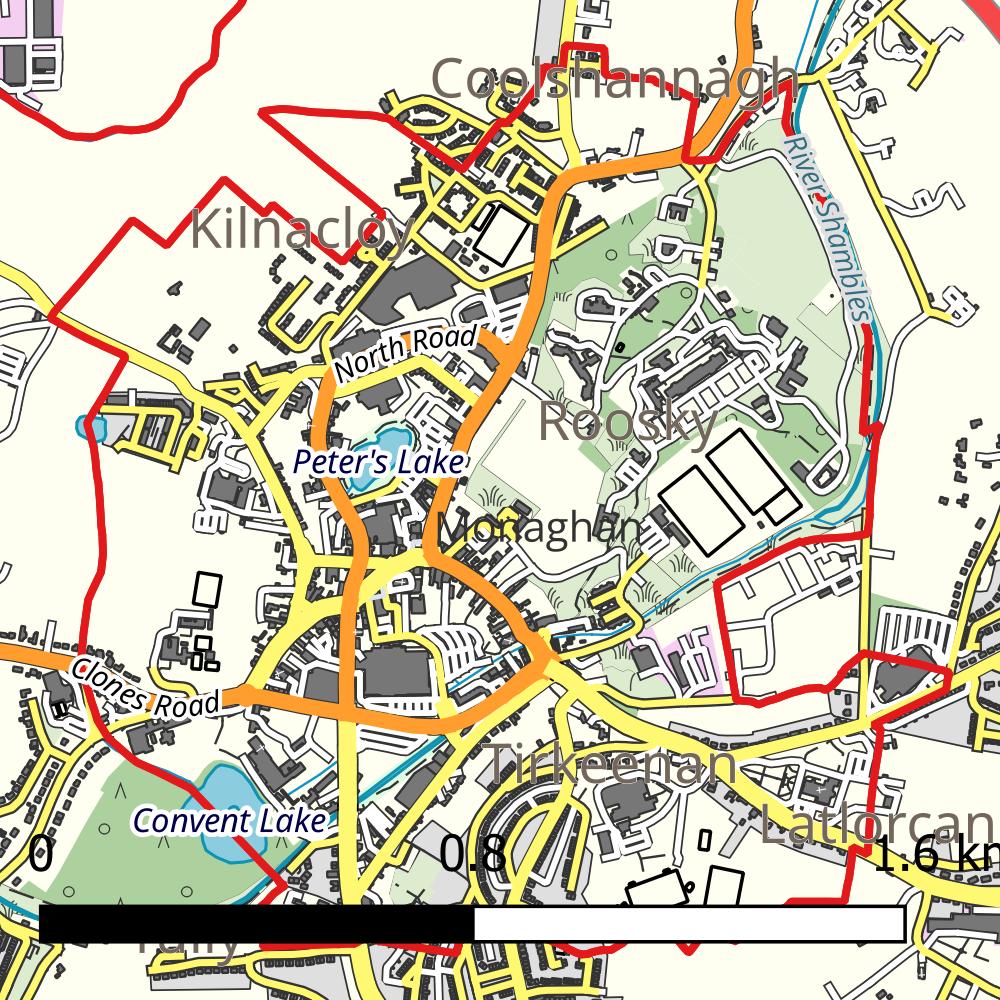 Coolshannagh
River Shambles
Kilnacloy
North Road
Roosky
Peter's Lake
Monaghan
Clones Road
Tirkeenan
Convent Lake
Latlorcan
0
0.8
1.6 km
Tully